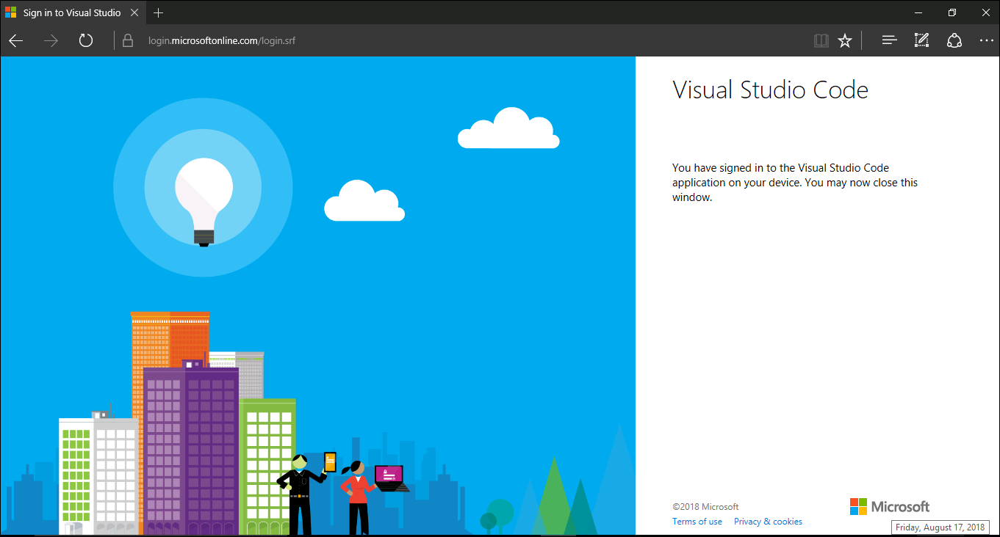 Sign in to Visual Studio
login.microsoftonline.com/login.srf
Visual Studio Code
You have signed in to the Visual Studio Code
application on your device. You may now close this
window.
©2018 Microsoft
Terms of use Privacy & cookies
Microsoft
Friday, August 17, 2018